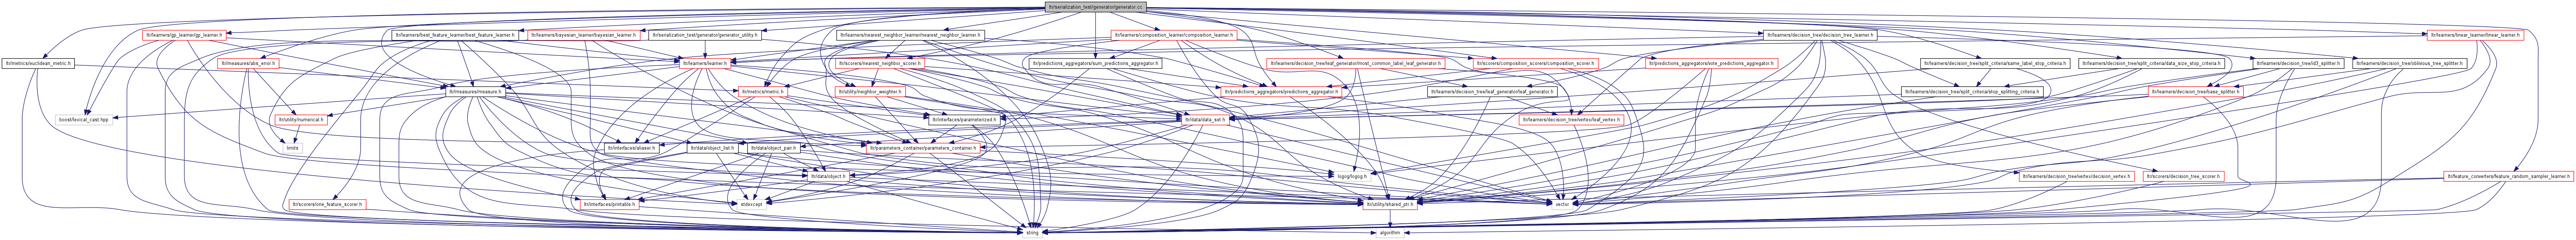 ltr/serialization_test/generator/generator.cc
ltr/learners/gp_learner/gp_learner.h
ltr/learners/best_feature_learner/best_feature_learner.h
ltr/learners/bayesian_learner/bayesian_learner.h
ltr/serialization_test/generator/generator_utility.h
ltr/learners/nearest_neighbor_learner/nearest_neighbor_learner.h
ltr/learners/composition_learner/composition_learner.h
ltr/learners/decision_tree/decision_tree_learner.h
ltr/learners/linear_learner/linear_learner.h
ltr/metrics/euclidean_metric.h
ltr/measures/abs_error.h
ltr/learners/learner.h
ltr/scorers/nearest_neighbor_scorer.h
ltr/predictions_aggregators/sum_predictions_aggregator.h
ltr/learners/decision_tree/leaf_generator/most_common_label_leaf_generator.h
ltr/scorers/composition_scorers/composition_scorer.h
ltr/predictions_aggregators/vote_predictions_aggregator.h
ltr/learners/decision_tree/split_criteria/same_label_stop_criteria.h
ltr/learners/decision_tree/split_criteria/data_size_stop_criteria.h
ltr/learners/decision_tree/id3_splitter.h
ltr/learners/decision_tree/oblivious_tree_splitter.h
ltr/measures/measure.h
ltr/metrics/metric.h
ltr/utility/neighbor_weighter.h
ltr/predictions_aggregators/predictions_aggregator.h
ltr/learners/decision_tree/leaf_generator/leaf_generator.h
ltr/learners/decision_tree/split_criteria/stop_splitting_criteria.h
ltr/learners/decision_tree/base_splitter.h
boost/lexical_cast.hpp
ltr/utility/numerical.h
ltr/interfaces/parameterized.h
ltr/data/data_set.h
ltr/learners/decision_tree/vertex/leaf_vertex.h
limits
ltr/interfaces/aliaser.h
ltr/data/object_list.h
ltr/data/object_pair.h
ltr/parameters_container/parameters_container.h
ltr/data/object.h
logog/logog.h
ltr/learners/decision_tree/vertex/decision_vertex.h
ltr/scorers/decision_tree_scorer.h
ltr/feature_converters/feature_random_sampler_learner.h
ltr/scorers/one_feature_scorer.h
ltr/interfaces/printable.h
stdexcept
ltr/utility/shared_ptr.h
vector
string
algorithm